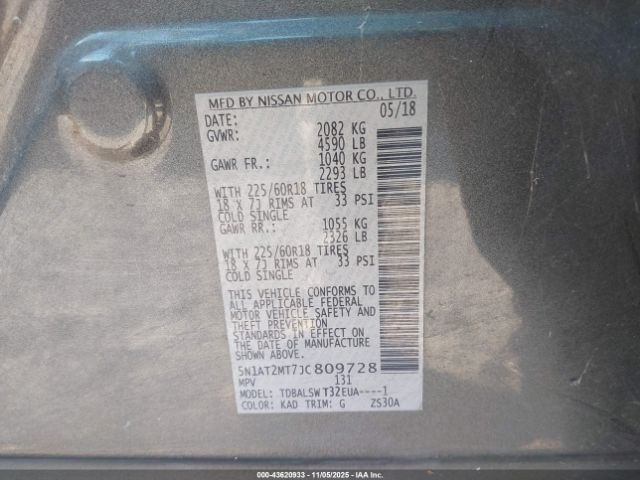 MFD BY NISSAN MOTOR CO., LTD.
DATE: 05/18
GVWR: 2082 KG
4590 LB
GAWR FR.: 1040 KG
2293 LB
WITH 225/60R18 TIRES
18 X 7J RIMS AT 33 PSI
COLD SINGLE
GAWR RR.: 1055 KG
2326 LB
WITH 225/60R18 TIRES
18 X 7J RIMS AT 33 PSI
COLD SINGLE
THIS VEHICLE CONFORMS TO
ALL APPLICABLE FEDERAL
MOTOR VEHICLE SAFETY AND
THEFT PREVENTION
STANDARDS IN EFFECT ON
THE DATE OF MANUFACTURE
SHOWN ABOVE.
5N1AT2MT7JC809728
MPV 131
MODEL: TDBALSWT32EUA----1
COLOR: KAD TRIM: G ZS30A
000-43620933 - 11/05/2025 - IAA Inc.